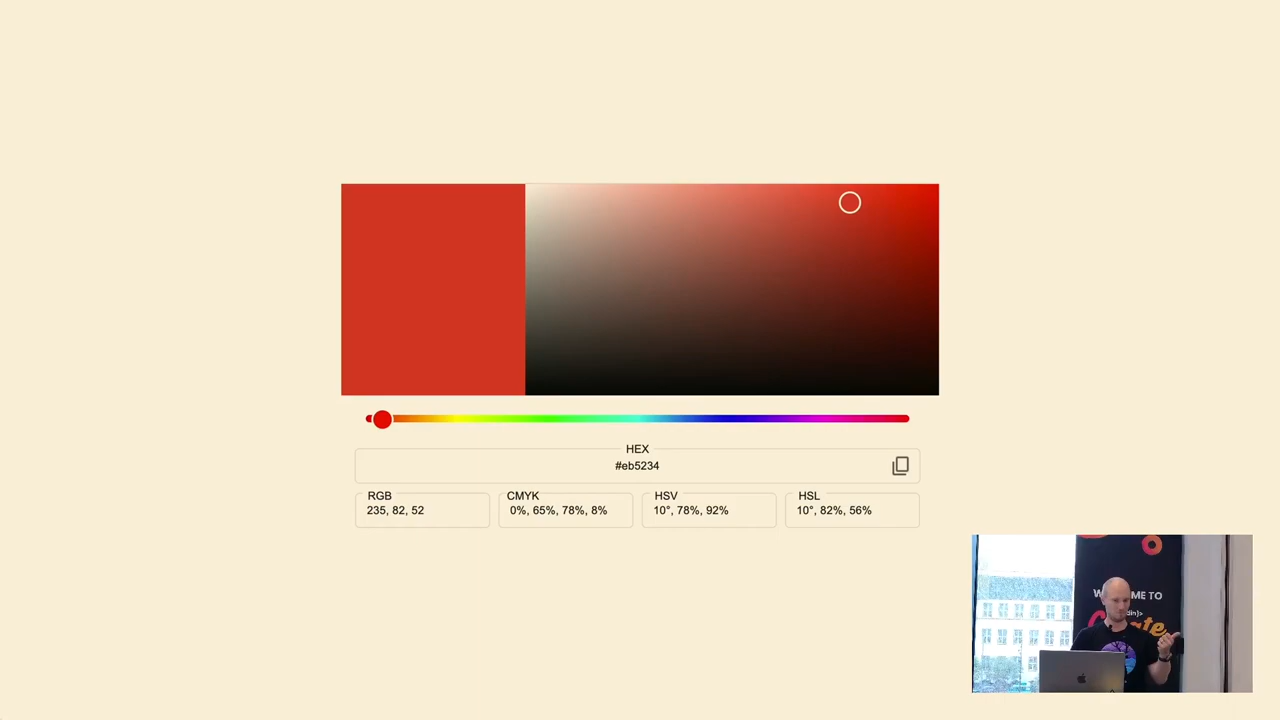 HEX
#eb5234
RGB
235, 82, 52
CMYK
0%, 65%, 78%, 8%
HSV
10°, 78%, 92%
HSL
10°, 82%, 56%
TO